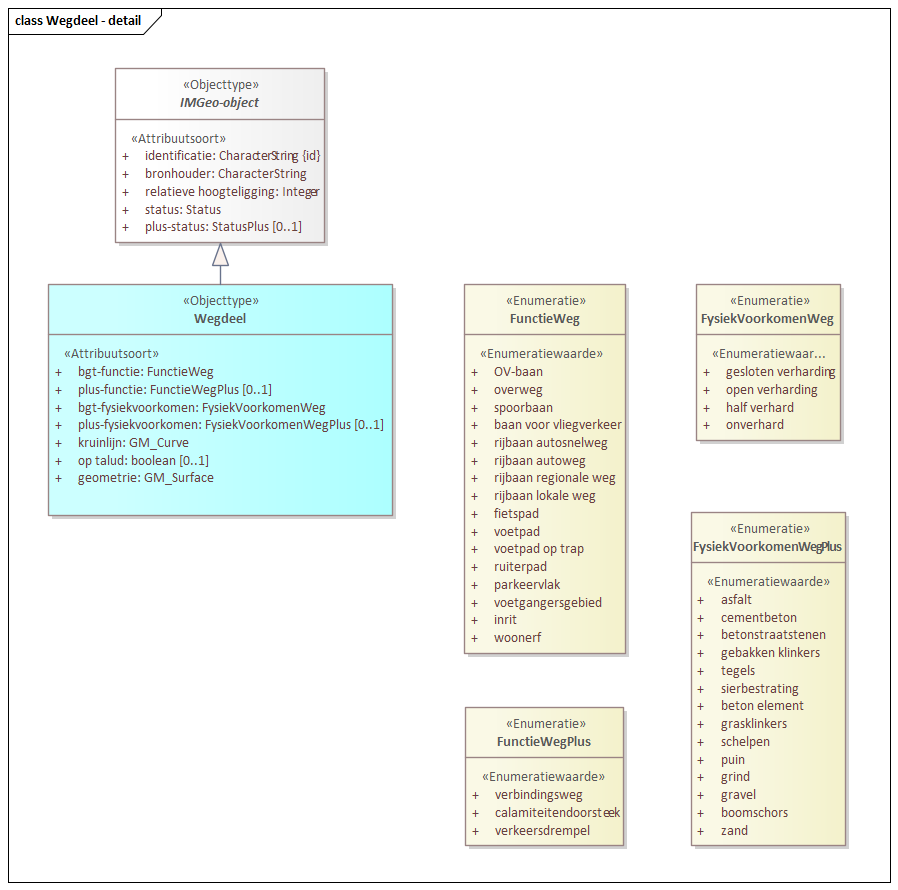 class Wegdeel - detail
«Objecttype»
IMGeo-object
«Attribuutsoort»
+ identificatie: CharacterString {id}
+ bronhouder: CharacterString
+ relatieve hoogteligging: Integer
+ status: Status
+ plus-status: StatusPlus [0..1]
«Objecttype»
Wegdeel
«Attribuutsoort»
+ bgt-functie: FunctieWeg
+ plus-functie: FunctieWegPlus [0..1]
+ bgt-fysiekvoorkomen: FysiekVoorkomenWeg
+ plus-fysiekvoorkomen: FysiekVoorkomenWegPlus [0..1]
+ kruinlijn: GM_Curve
+ op talud: boolean [0..1]
+ geometrie: GM_Surface
«Enumeratie»
FunctieWeg
«Enumeratiewaarde»
+ OV-baan
+ overweg
+ spoorbaan
+ baan voor vliegverkeer
+ rijbaan autosnelweg
+ rijbaan autoweg
+ rijbaan regionale weg
+ rijbaan lokale weg
+ fietspad
+ voetpad
+ voetpad op trap
+ ruiterpad
+ parkeervlak
+ voetgangersgebied
+ inrit
+ woonerf
«Enumeratie»
FysiekVoorkomenWeg
«Enumeratiewaar...
+ gesloten verharding
+ open verharding
+ half verhard
+ onverhard
«Enumeratie»
FysiekVoorkomenWegPlus
«Enumeratiewaarde»
+ asfalt
+ cementbeton
+ betonstraatstenen
+ gebakken klinkers
+ tegels
+ sierbestrating
+ beton element
+ grasklinkers
+ schelpen
+ puin
+ grind
+ gravel
+ boomschors
+ zand
«Enumeratie»
FunctieWegPlus
«Enumeratiewaarde»
+ verbindingsweg
+ calamiteitendoorsteek
+ verkeersdrempel